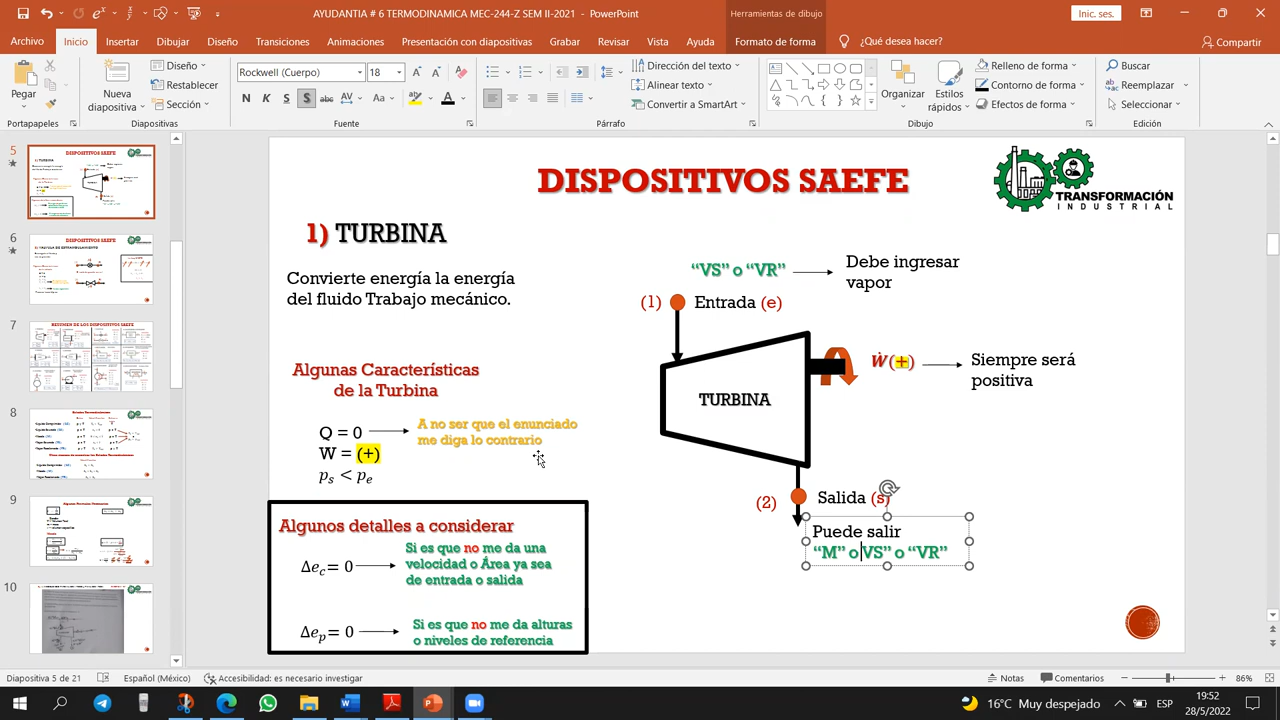 AYUDANTIA # 6 TERMODINAMICA MEC-244-Z SEM II-2021 - PowerPoint
Herramientas de dibujo
Inic. ses.
Archivo Inicio Insertar Dibujar Diseño Transiciones Animaciones Presentación con diapositivas Grabar Revisar Vista Ayuda Formato de forma ¿Qué desea hacer? Compartir
Pegar
Nueva diapositiva
Diseño
Restablecer
Sección
Rockwell (Cuerpo) 18
N K S S abc AV Aa A
Dirección del texto
Alinear texto
Convertir a SmartArt
Organizar
Estilos rápidos
Relleno de forma
Contorno de forma
Efectos de forma
Buscar
Reemplazar
Seleccionar
Portapapeles Diapositivas Fuente Párrafo Dibujo Edición
5
8
9
10
DISPOSITIVOS SAEFE
TRANSFORMACIÓN
INDUSTRIAL
1) TURBINA
Convierte energía la energía
del fluido Trabajo mecánico.
Algunas Características
de la Turbina
Q = 0
A no ser que el enunciado
me diga lo contrario
W = (+)
pₛ < pₑ
Algunos detalles a considerar
Δe𝑐= 0
Si es que no me da una
velocidad o Área ya sea
de entrada o salida
Δeₚ= 0
Si es que no me da alturas
o niveles de referencia
“VS” o “VR”
Debe ingresar
vapor
(1) Entrada (e)
TURBINA
Ẇ (+)
Siempre será
positiva
(2) Salida (s)
Puede salir
“M” o VS” o “VR”
Diapositiva 5 de 21 Español (México) Accesibilidad: es necesario investigar Notas Comentarios 86%
16°C Muy despejado ESP 19:52
28/5/2022